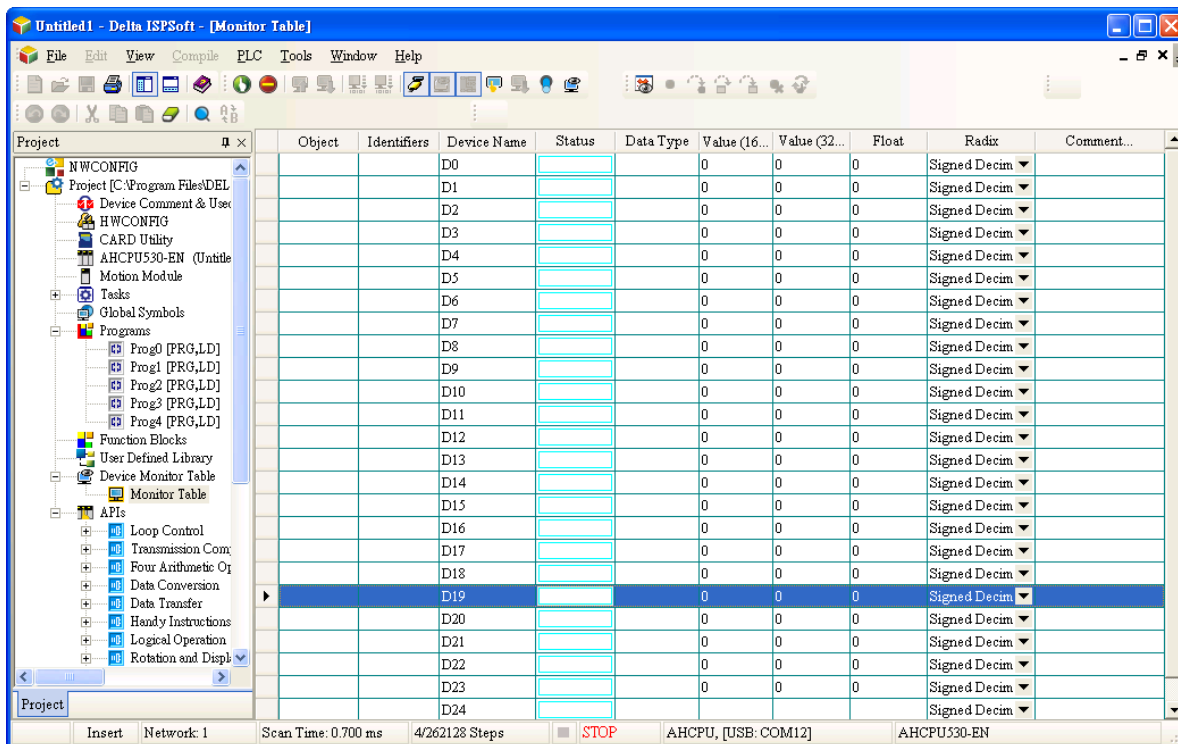 Untitled1 - Delta ISPSoft - [Monitor Table]
File Edit View Compile PLC Tools Window Help
Project
NWCONFIG
Project [C:\Program Files\DEL
Device Comment & Used
HWCONFIG
CARD Utility
AHCPU530-EN (Untitle
Motion Module
Tasks
Global Symbols
Programs
Prog0 [PRG,LD]
Prog1 [PRG,LD]
Prog2 [PRG,LD]
Prog3 [PRG,LD]
Prog4 [PRG,LD]
Function Blocks
User Defined Library
Device Monitor Table
Monitor Table
APIs
Loop Control
Transmission Com
Four Arithmetic Op
Data Conversion
Data Transfer
Handy Instructions
Logical Operation
Rotation and Displ
Project
Object Identifiers Device Name Status Data Type Value (16... Value (32... Float Radix Comment...
D0 0 0 0 Signed Decim
D1 0 0 0 Signed Decim
D2 0 0 0 Signed Decim
D3 0 0 0 Signed Decim
D4 0 0 0 Signed Decim
D5 0 0 0 Signed Decim
D6 0 0 0 Signed Decim
D7 0 0 0 Signed Decim
D8 0 0 0 Signed Decim
D9 0 0 0 Signed Decim
D10 0 0 0 Signed Decim
D11 0 0 0 Signed Decim
D12 0 0 0 Signed Decim
D13 0 0 0 Signed Decim
D14 0 0 0 Signed Decim
D15 0 0 0 Signed Decim
D16 0 0 0 Signed Decim
D17 0 0 0 Signed Decim
D18 0 0 0 Signed Decim
D19 0 0 0 Signed Decim
D20 0 0 0 Signed Decim
D21 0 0 0 Signed Decim
D22 0 0 0 Signed Decim
D23 0 0 0 Signed Decim
D24 Signed Decim
Insert Network: 1 Scan Time: 0.700 ms 4/262128 Steps STOP AHCPU, [USB: COM12] AHCPU530-EN